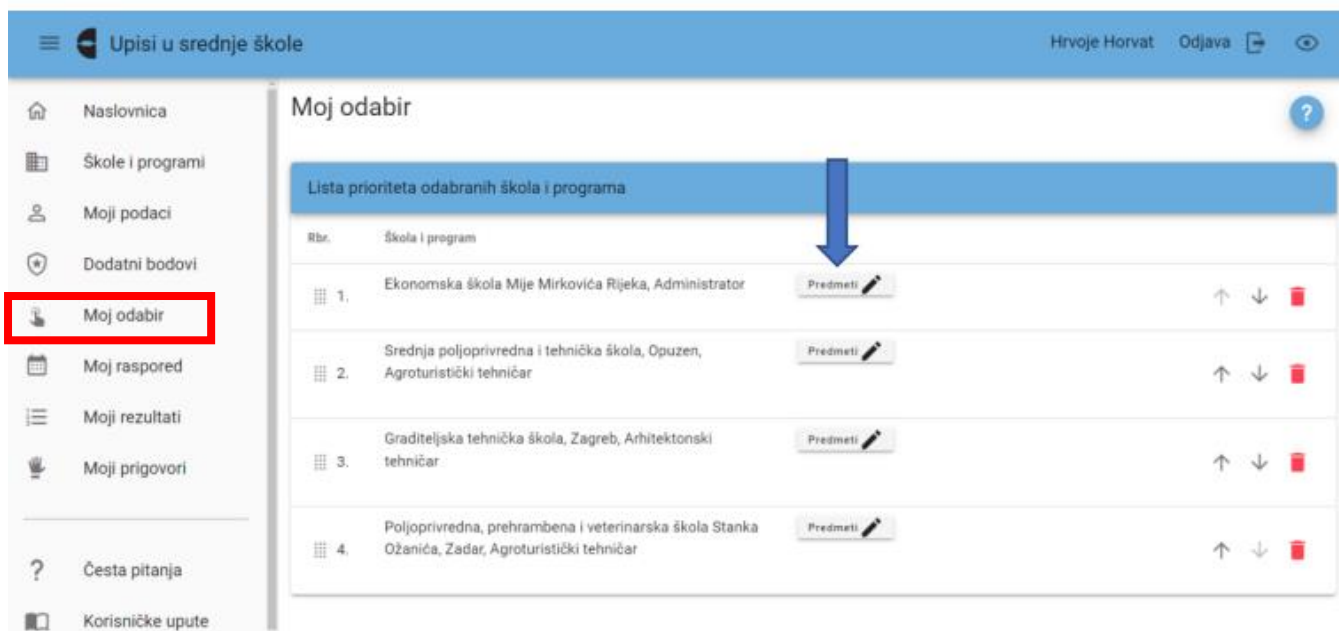 Upisi u srednje škole
Hrvoje Horvat
Odjava
Naslovnica
Škole i programi
Moji podaci
Dodatni bodovi
Moj odabir
Moj raspored
Moji rezultati
Moji prigovori
Česta pitanja
Korisničke upute
Moj odabir
?
Lista prioriteta odabranih škola i programa
Rbr. Škola i program
1. Ekonomska škola Mije Mirkovića Rijeka, Administrator Predmeti
Srednja poljoprivredna i tehnička škola, Opuzen, Predmeti
2. Agroturistički tehničar
Graditeljska tehnička škola, Zagreb, Arhitektonski Predmeti
3. tehničar
Poljoprivredna, prehrambena i veterinarska škola Stanka Predmeti
4. Ožanića, Zadar, Agroturistički tehničar